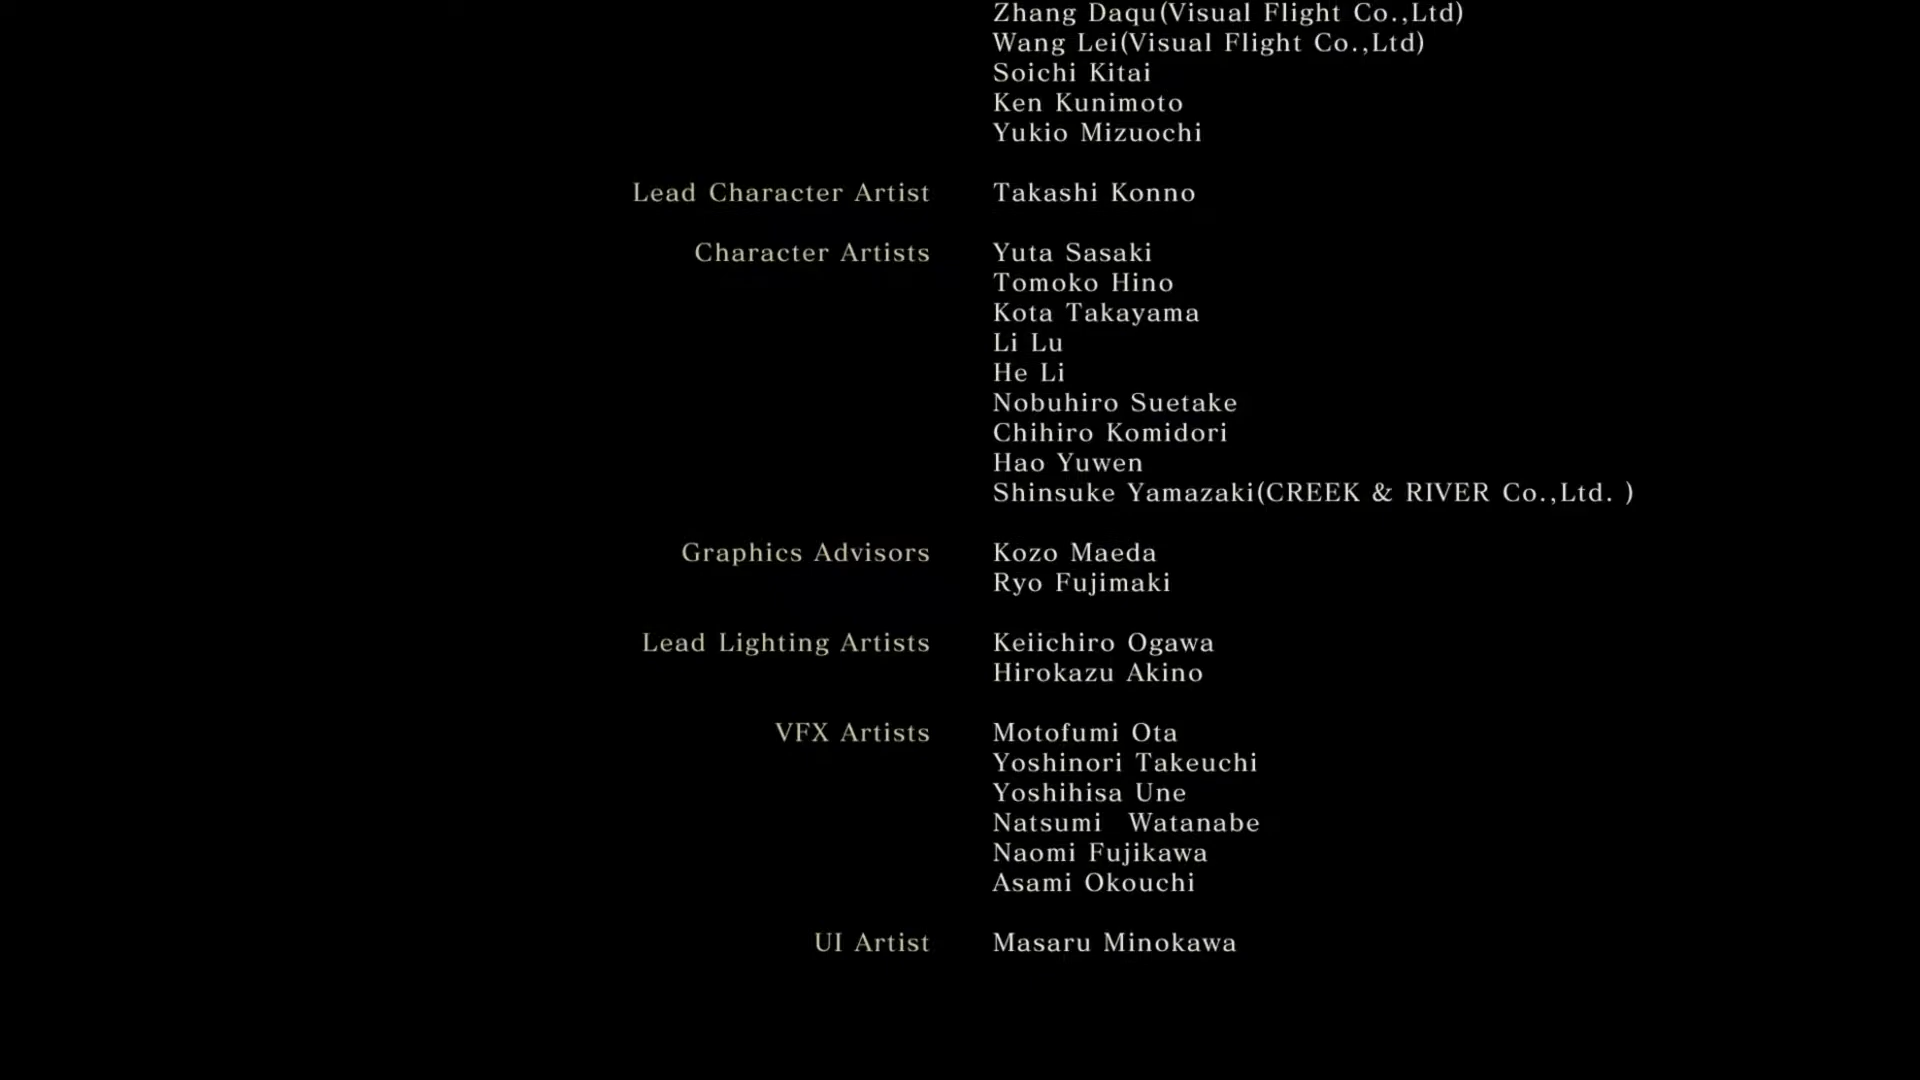 Zhang Daqu(Visual Flight Co.,Ltd)
Wang Lei(Visual Flight Co.,Ltd)
Soichi Kitai
Ken Kunimoto
Yukio Mizuochi
Lead Character Artist Takashi Konno
Character Artists Yuta Sasaki
Tomoko Hino
Kota Takayama
Li Lu
He Li
Nobuhiro Suetake
Chihiro Komidori
Hao Yuwen
Shinsuke Yamazaki(CREEK & RIVER Co.,Ltd. )
Graphics Advisors Kozo Maeda
Ryo Fujimaki
Lead Lighting Artists Keiichiro Ogawa
Hirokazu Akino
VFX Artists Motofumi Ota
Yoshinori Takeuchi
Yoshihisa Une
Natsumi　Watanabe
Naomi Fujikawa
Asami Okouchi
UI Artist Masaru Minokawa